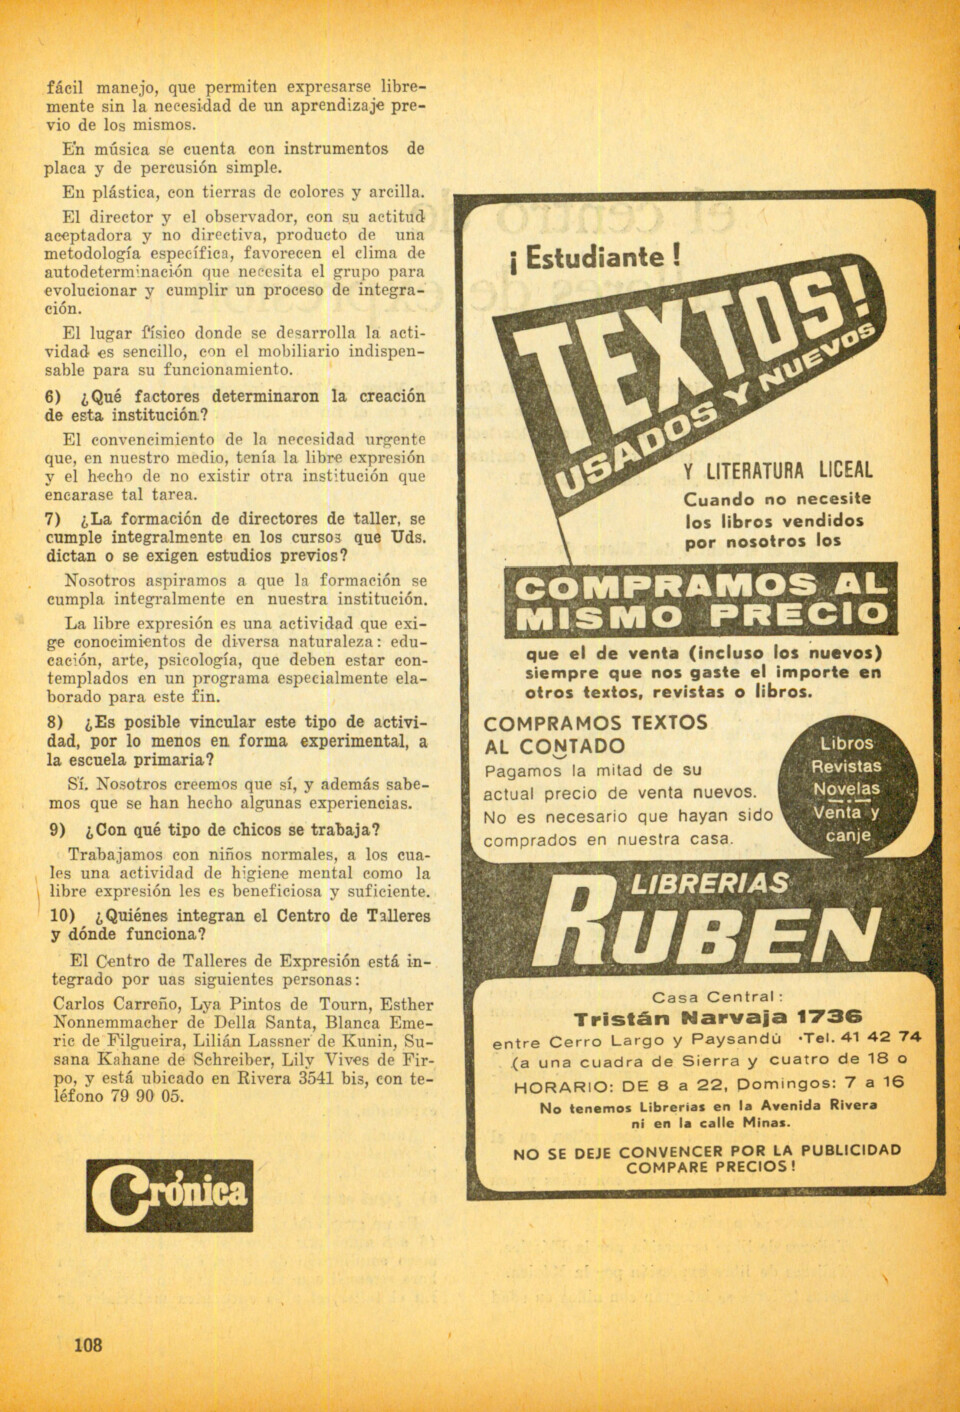 fácil manejo, que permiten expresarse libre-
mente sin la necesidad de un aprendizaje pre-
vio de los mismos.
En música se cuenta con instrumentos de
placa y de percusión simple.
En plástica, con tierras de colores y arcilla.
El director y el observador, con su actitud
aceptadora y no directiva, producto de una
metodología específica, favorecen el clima de
autodeterminación que necesita el grupo para
evolucionar y cumplir un proceso de integra-
ción.
El lugar físico donde se desarrolla la acti-
vidad es sencillo, con el mobiliario indispen-
sable para su funcionamiento.
6) ¿Qué factores determinaron la creación
de esta institución?
El convencimiento de la necesidad urgente
que, en nuestro medio, tenía la libre expresión
y el hecho de no existir otra institución que
encarase tal tarea.
7) ¿La formación de directores de taller, se
cumple integralmente en los cursos que Uds.
dictan o se exigen estudios previos?
Nosotros aspiramos a que la formación se
cumpla integralmente en nuestra institución.
La libre expresión es una actividad que exi-
ge conocimientos de diversa naturaleza: edu-
cación, arte, psicología, que deben estar con-
templados en un programa especialmente ela-
borado para este fin.
8) ¿Es posible vincular este tipo de activi-
dad, por lo menos en forma experimental, a
la escuela primaria?
Sí. Nosotros creemos que sí, y además sabe-
mos que se han hecho algunas experiencias.
9) ¿Con qué tipo de chicos se trabaja?
Trabajamos con niños normales, a los cua-
les una actividad de higiene mental como la
libre expresión les es beneficiosa y suficiente.
10) ¿Quiénes integran el Centro de Talleres
y dónde funciona?
El Centro de Talleres de Expresión está in-
tegrado por uas siguientes personas:
Carlos Carreño, Lya Pintos de Tourn, Esther
Nonnemmacher de Della Santa, Blanca Eme-
ric de Filgueira, Lilián Lassner de Kunin, Su-
sana Kahane de Schreiber, Lily Vives de Fir-
po, y está ubicado en Rivera 3541 bis, con te-
léfono 79 90 05.
Crónica
108
¡Estudiante!
TEXTOS!
USADOS Y NUEVOS
Y LITERATURA LICEAL
Cuando no necesite
los libros vendidos
por nosotros los
COMPRAMOS AL
MISMO PRECIO
que el de venta (incluso los nuevos)
siempre que nos gaste el importe en
otros textos, revistas o libros.
COMPRAMOS TEXTOS
AL CONTADO
Pagamos la mitad de su
actual precio de venta nuevos.
No es necesario que hayan sido
comprados en nuestra casa.
Libros
Revistas
Novelas
Venta y
canje
LIBRERIAS
RUBEN
Casa Central:
Tristán Narvaja 1736
entre Cerro Largo y Paysandú ·Tel. 41 42 74
(a una cuadra de Sierra y cuatro de 18 o
HORARIO: DE 8 a 22, Domingos: 7 a 16
No tenemos Librerías en la Avenida Rivera
ni en la calle Minas.
NO SE DEJE CONVENCER POR LA PUBLICIDAD
COMPARE PRECIOS!